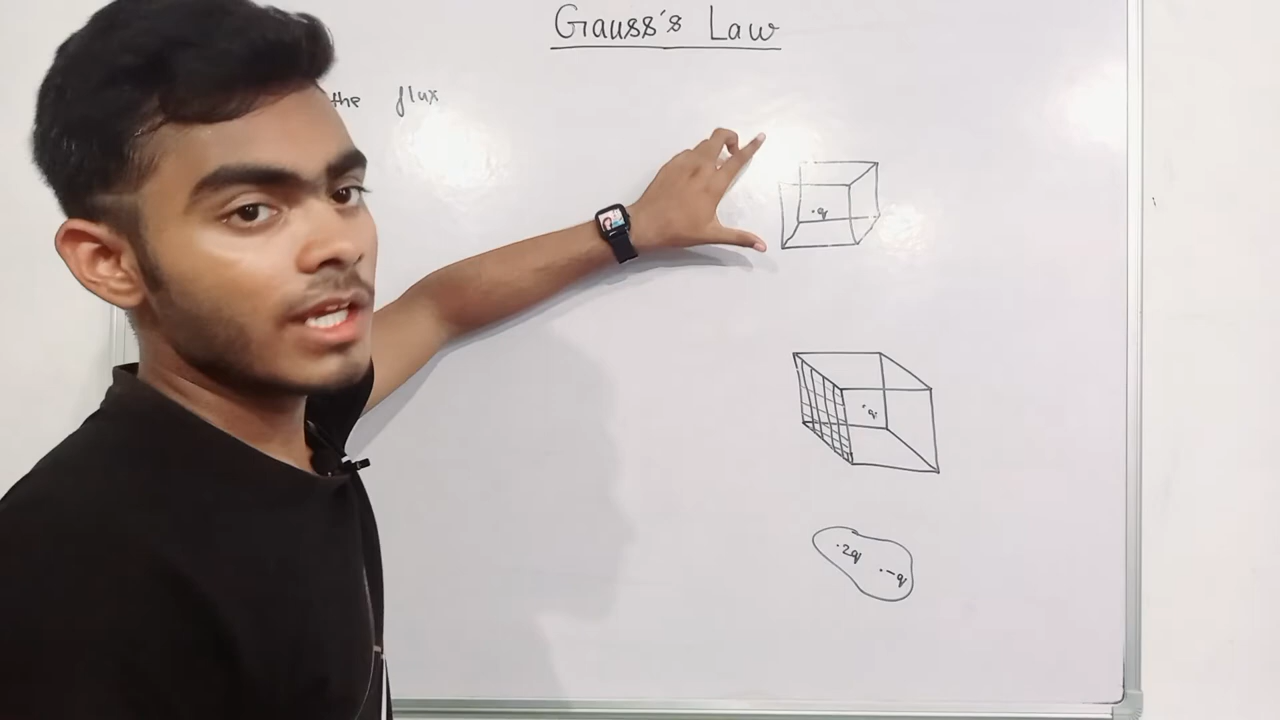 Gauss's Law
the flux
.q
.q
.2q
.-q